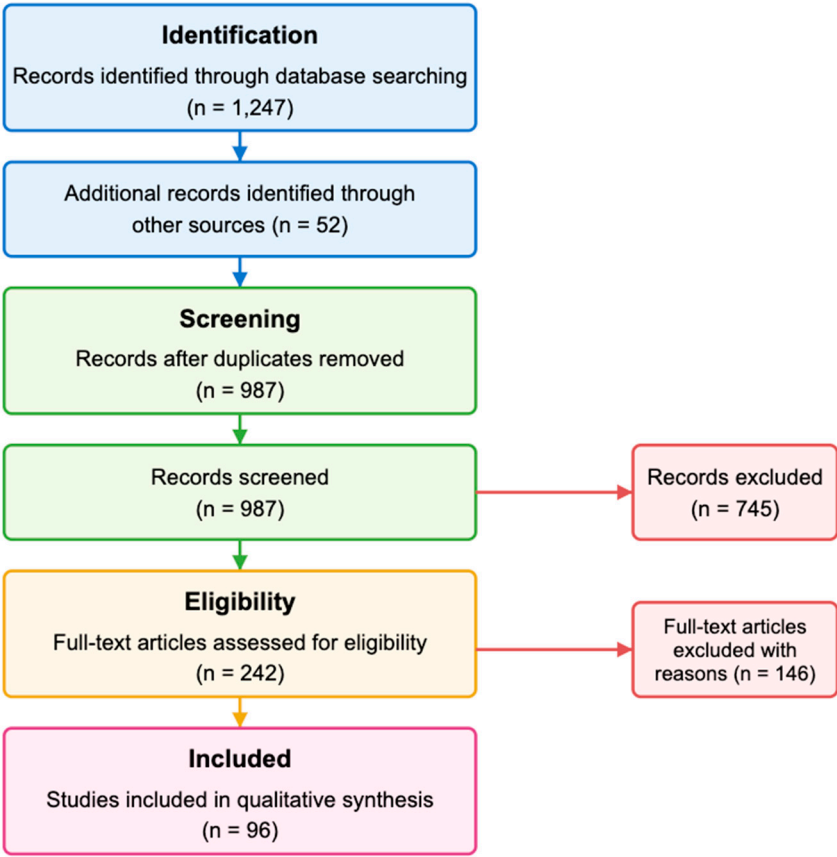 Identification
Records identified through database searching
(n = 1,247)
Additional records identified through
other sources (n = 52)
Screening
Records after duplicates removed
(n = 987)
Records screened
(n = 987)
Records excluded
(n = 745)
Eligibility
Full-text articles assessed for eligibility
(n = 242)
Full-text articles
excluded with
reasons (n = 146)
Included
Studies included in qualitative synthesis
(n = 96)